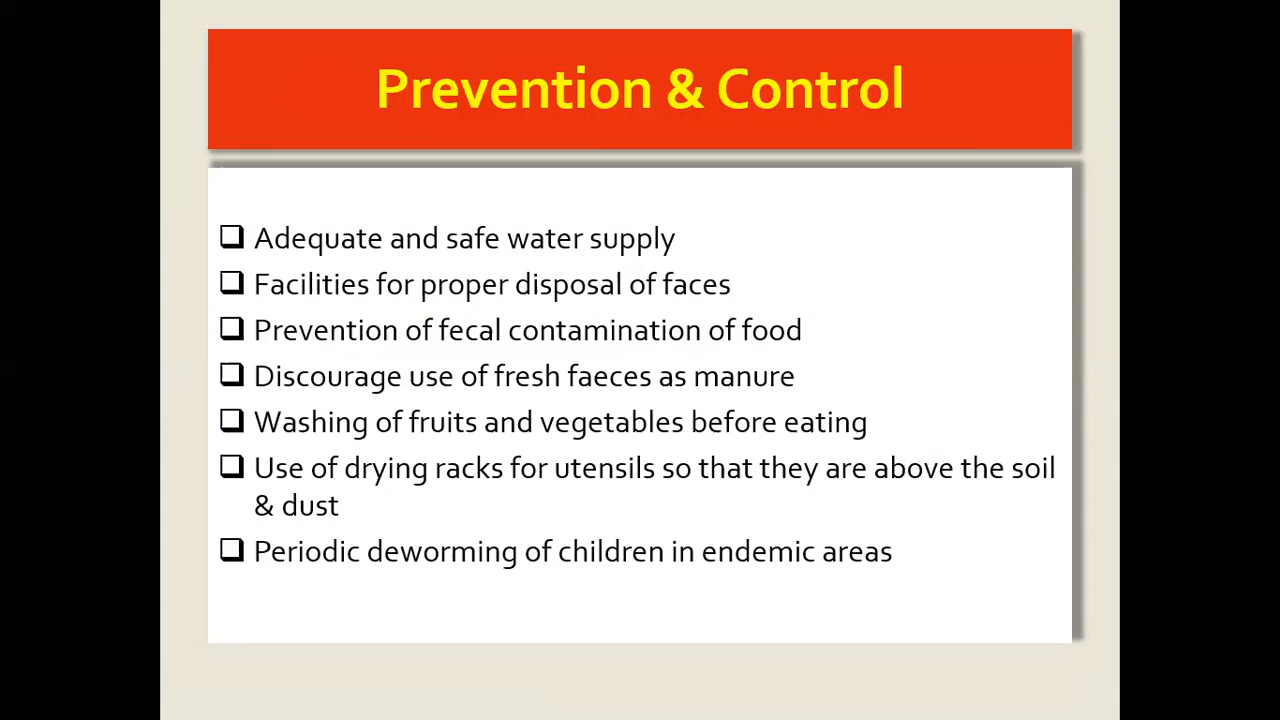 Prevention & Control
Adequate and safe water supply
Facilities for proper disposal of faces
Prevention of fecal contamination of food
Discourage use of fresh faeces as manure
Washing of fruits and vegetables before eating
Use of drying racks for utensils so that they are above the soil
& dust
Periodic deworming of children in endemic areas